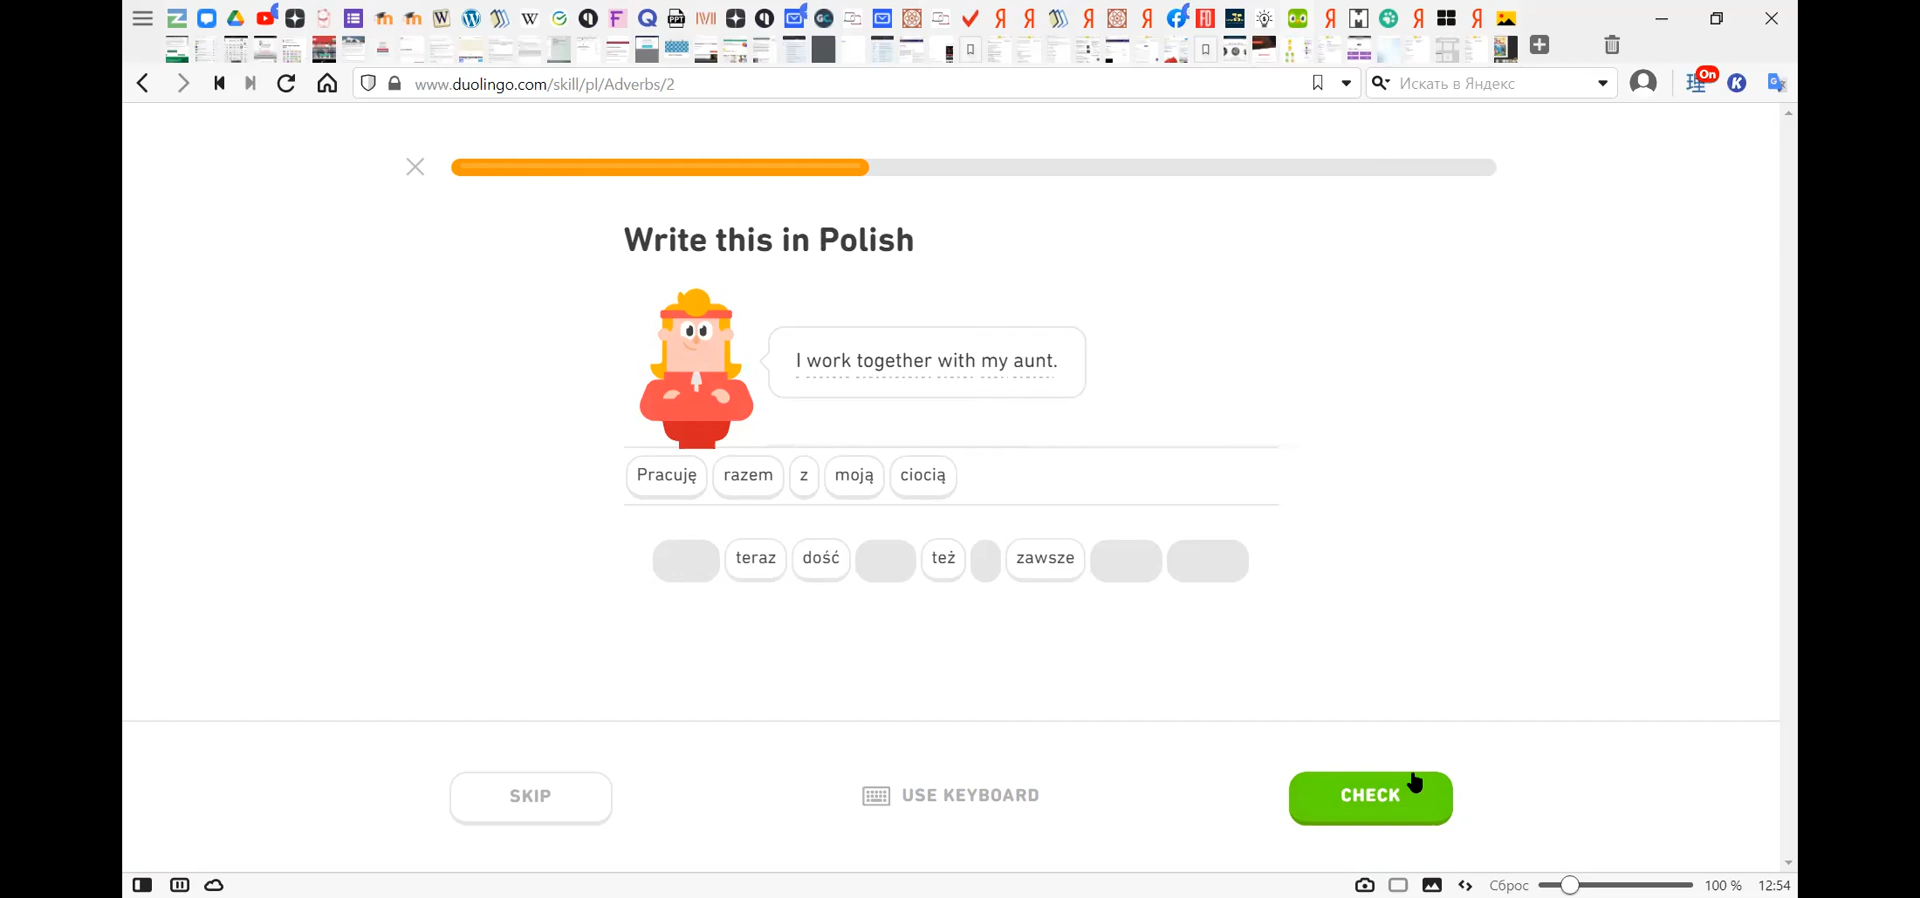 www.duolingo.com/skill/pl/Adverbs/2
Искать в Яндекс
On
Write this in Polish
I work together with my aunt.
Pracuję razem z moją ciocią
teraz dość też zawsze
SKIP
USE KEYBOARD
CHECK
Сброс
100 %
12:54